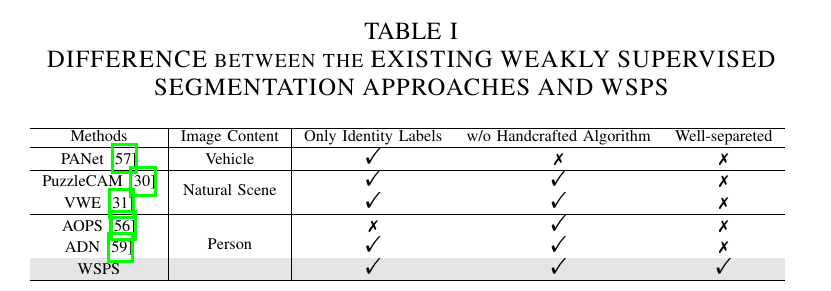 TABLE I
DIFFERENCE BETWEEN THE EXISTING WEAKLY SUPERVISED
SEGMENTATION APPROACHES AND WSPS
Methods Image Content Only Identity Labels w/o Handcrafted Algorithm Well-separeted
PANet [57] Vehicle ✓ ✗ ✗
PuzzleCAM [30] Natural Scene ✓ ✓ ✗
VWE [31] ✓ ✓ ✗
AOPS [56] Person ✗ ✓ ✗
ADN [59] ✓ ✓ ✗
WSPS ✓ ✓ ✓